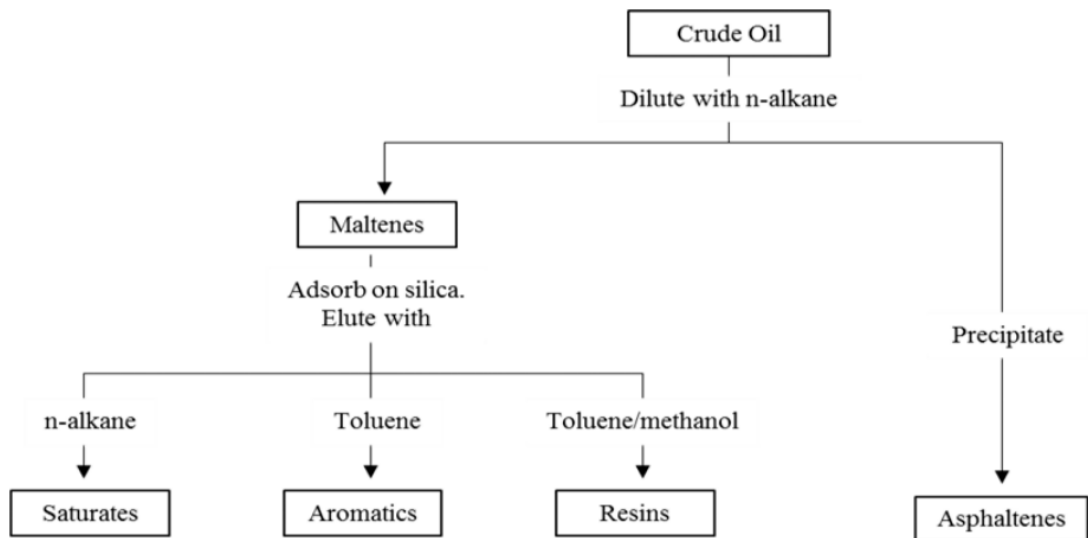 Crude Oil
Dilute with n-alkane
Maltenes
Adsorb on silica.
Elute with
Precipitate
n-alkane
Toluene
Toluene/methanol
Saturates
Aromatics
Resins
Asphaltenes